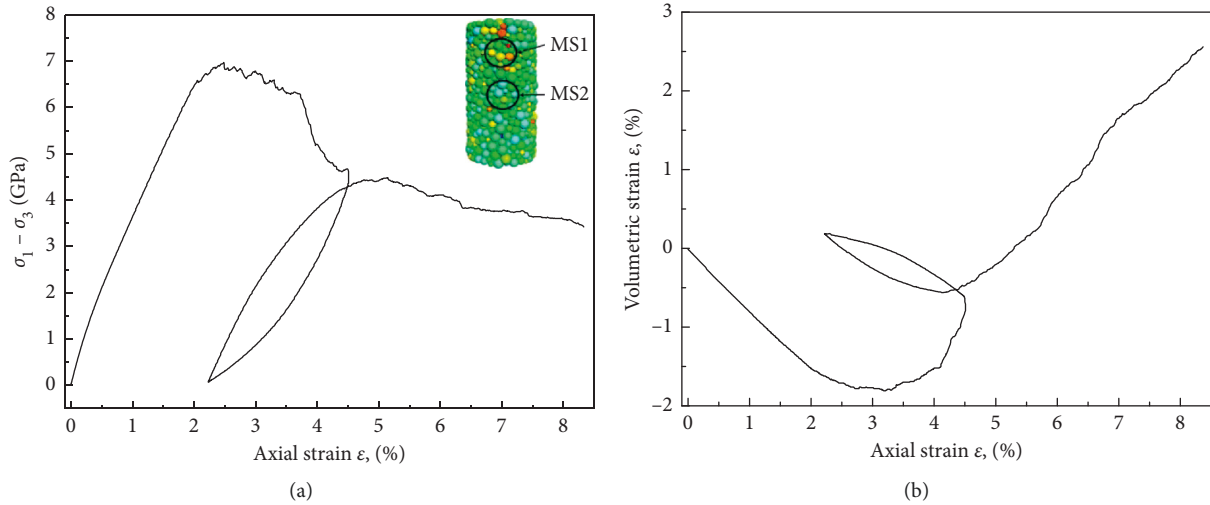 8
7
6
5
4
3
2
1
0
σ1 − σ3 (GPa)
MS1
MS2
0 1 2 3 4 5 6 7 8
Axial strain ε, (%)
(a)
3
2
1
0
−1
−2
Volumetric strain ε, (%)
0 1 2 3 4 5 6 7 8
Axial strain ε, (%)
(b)